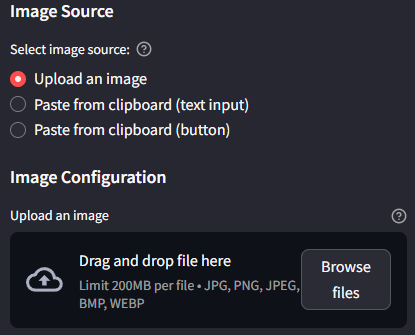 Image Source
Select image source:
Upload an image
Paste from clipboard (text input)
Paste from clipboard (button)
Image Configuration
Upload an image
Drag and drop file here
Limit 200MB per file • JPG, PNG, JPEG,
BMP, WEBP
Browse
files